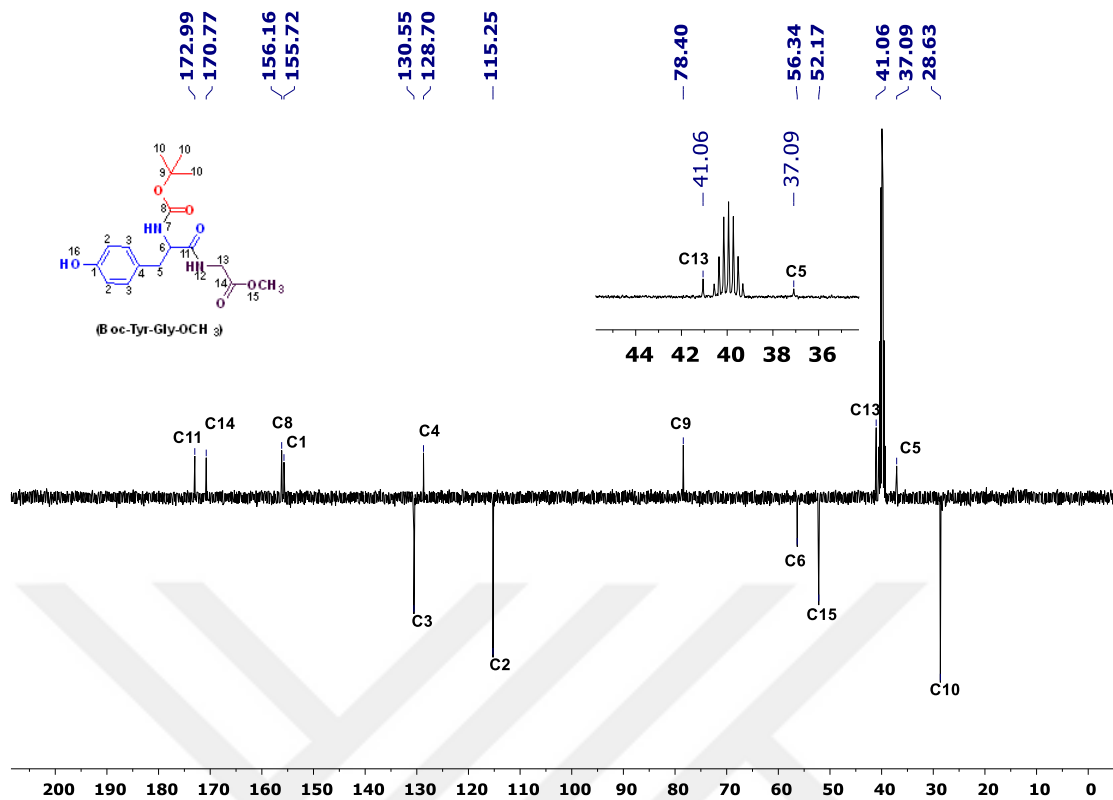 172.99
170.77
156.16
155.72
130.55
128.70
115.25
78.40
56.34
52.17
41.06
37.09
28.63
10
10
10
9
O
8
O
HN
7
O
16
HO
2
3
6
11
1
4
5
HN
12
13
2
3
14
O
OCH3
15
(Boc-Tyr-Gly-OCH 3)
41.06
37.09
C13
C5
44 42 40 38 36
C11
C14
C8
C1
C4
C9
C13
C5
C3
C2
C6
C15
C10
200 190 180 170 160 150 140 130 120 110 100 90 80 70 60 50 40 30 20 10 0